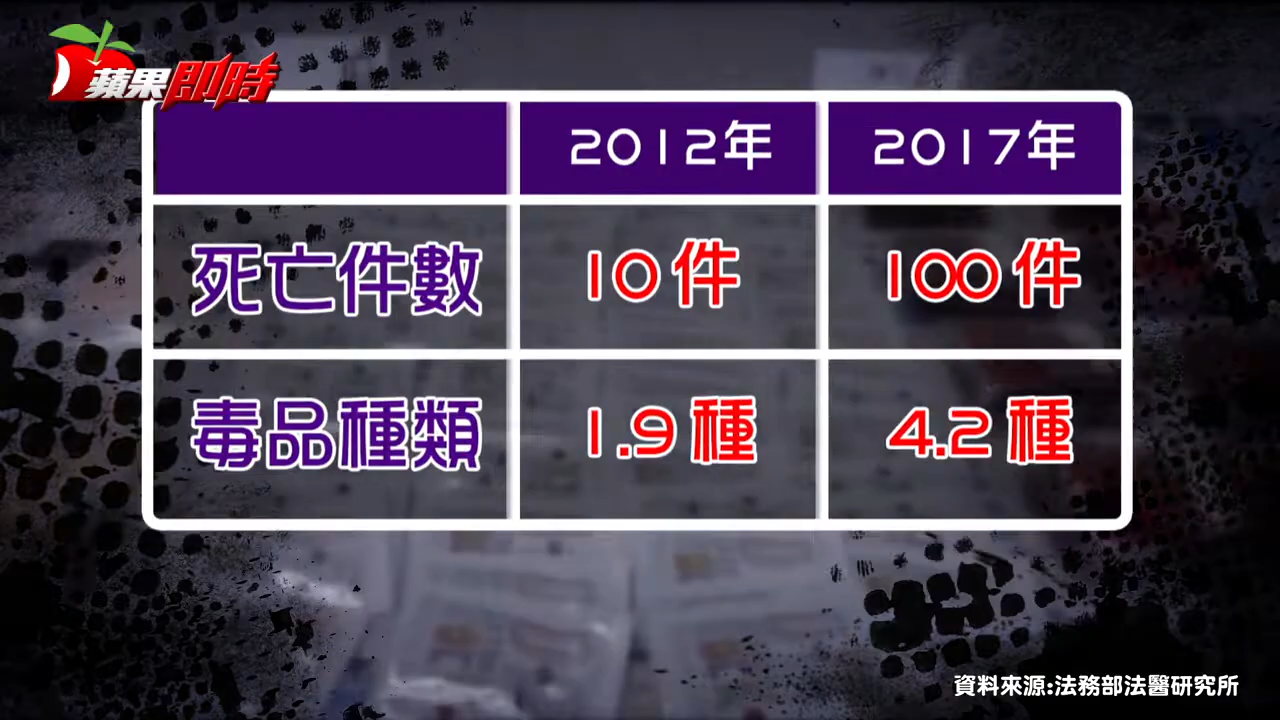 蘋果即時
2012年 2017年
死亡件數 10件 100件
毒品種類 1.9種 4.2種
資料來源:法務部法醫研究所